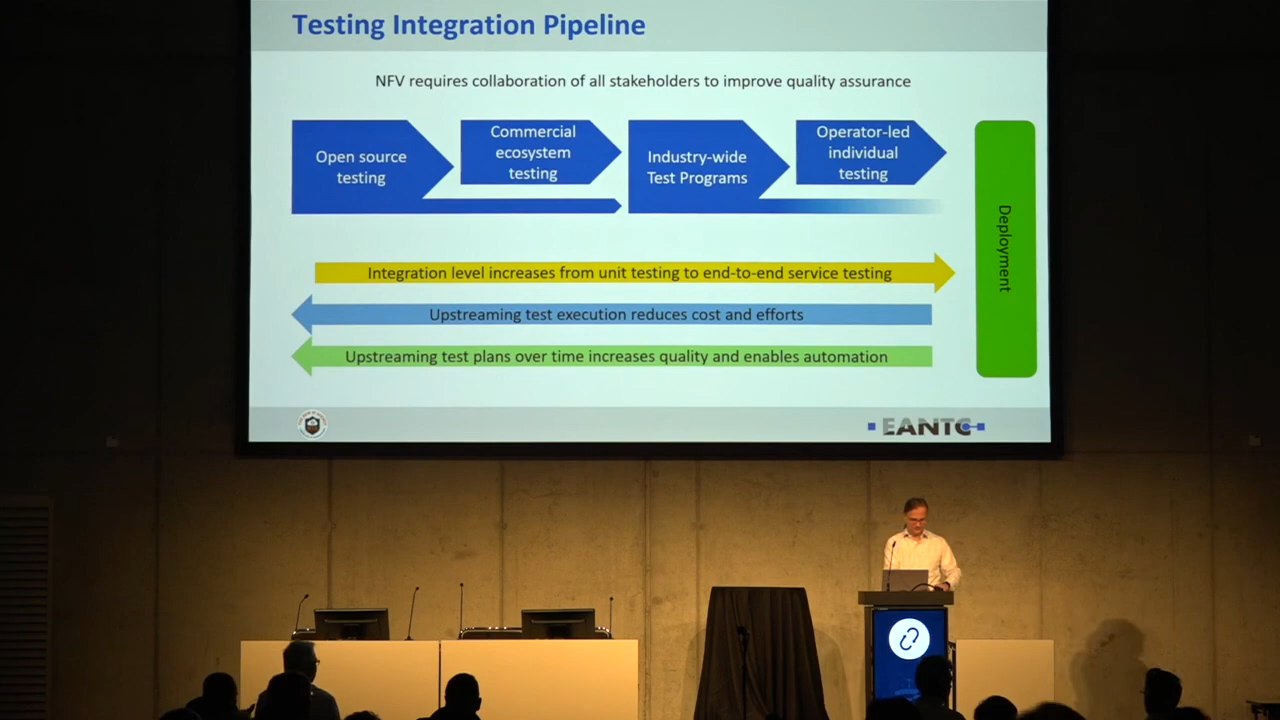 Testing Integration Pipeline
NFV requires collaboration of all stakeholders to improve quality assurance
Open source
testing
Commercial
ecosystem
testing
Industry-wide
Test Programs
Operator-led
individual
testing
Deployment
Integration level increases from unit testing to end-to-end service testing
Upstreaming test execution reduces cost and efforts
Upstreaming test plans over time increases quality and enables automation
EANTC